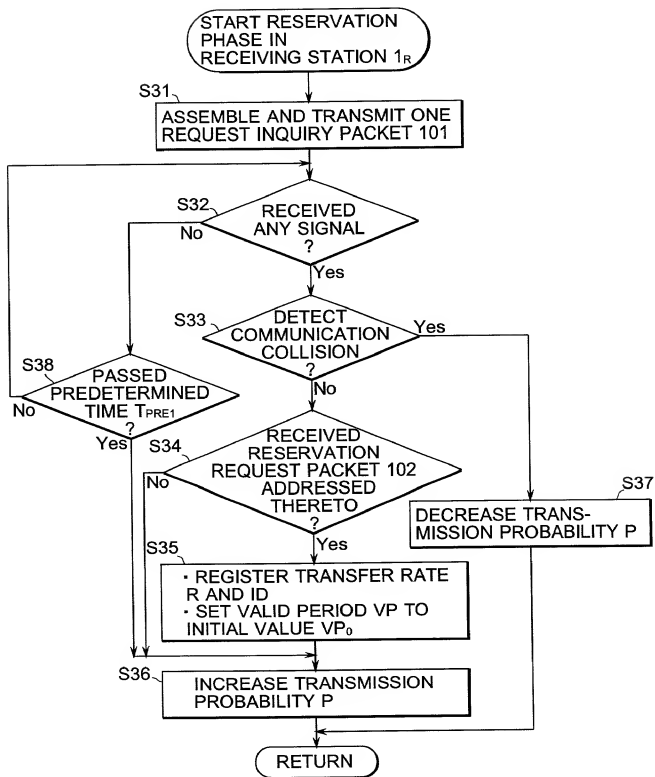 START RESERVATION
PHASE IN
RECEIVING STATION 1R
S31
ASSEMBLE AND TRANSMIT ONE
REQUEST INQUIRY PACKET 101
S32
RECEIVED
ANY SIGNAL
?
No
Yes
S33
DETECT
COMMUNICATION
COLLISION
?
Yes
No
S38
PASSED
PREDETERMINED
TIME TPRE1
?
No
Yes
S34
RECEIVED
RESERVATION
REQUEST PACKET 102
ADDRESSED
THERETO
?
No
Yes
S37
DECREASE TRANS-
MISSION PROBABILITY P
S35
・REGISTER TRANSFER RATE
R AND ID
・SET VALID PERIOD VP TO
INITIAL VALUE VP0
S36
INCREASE TRANSMISSION
PROBABILITY P
RETURN